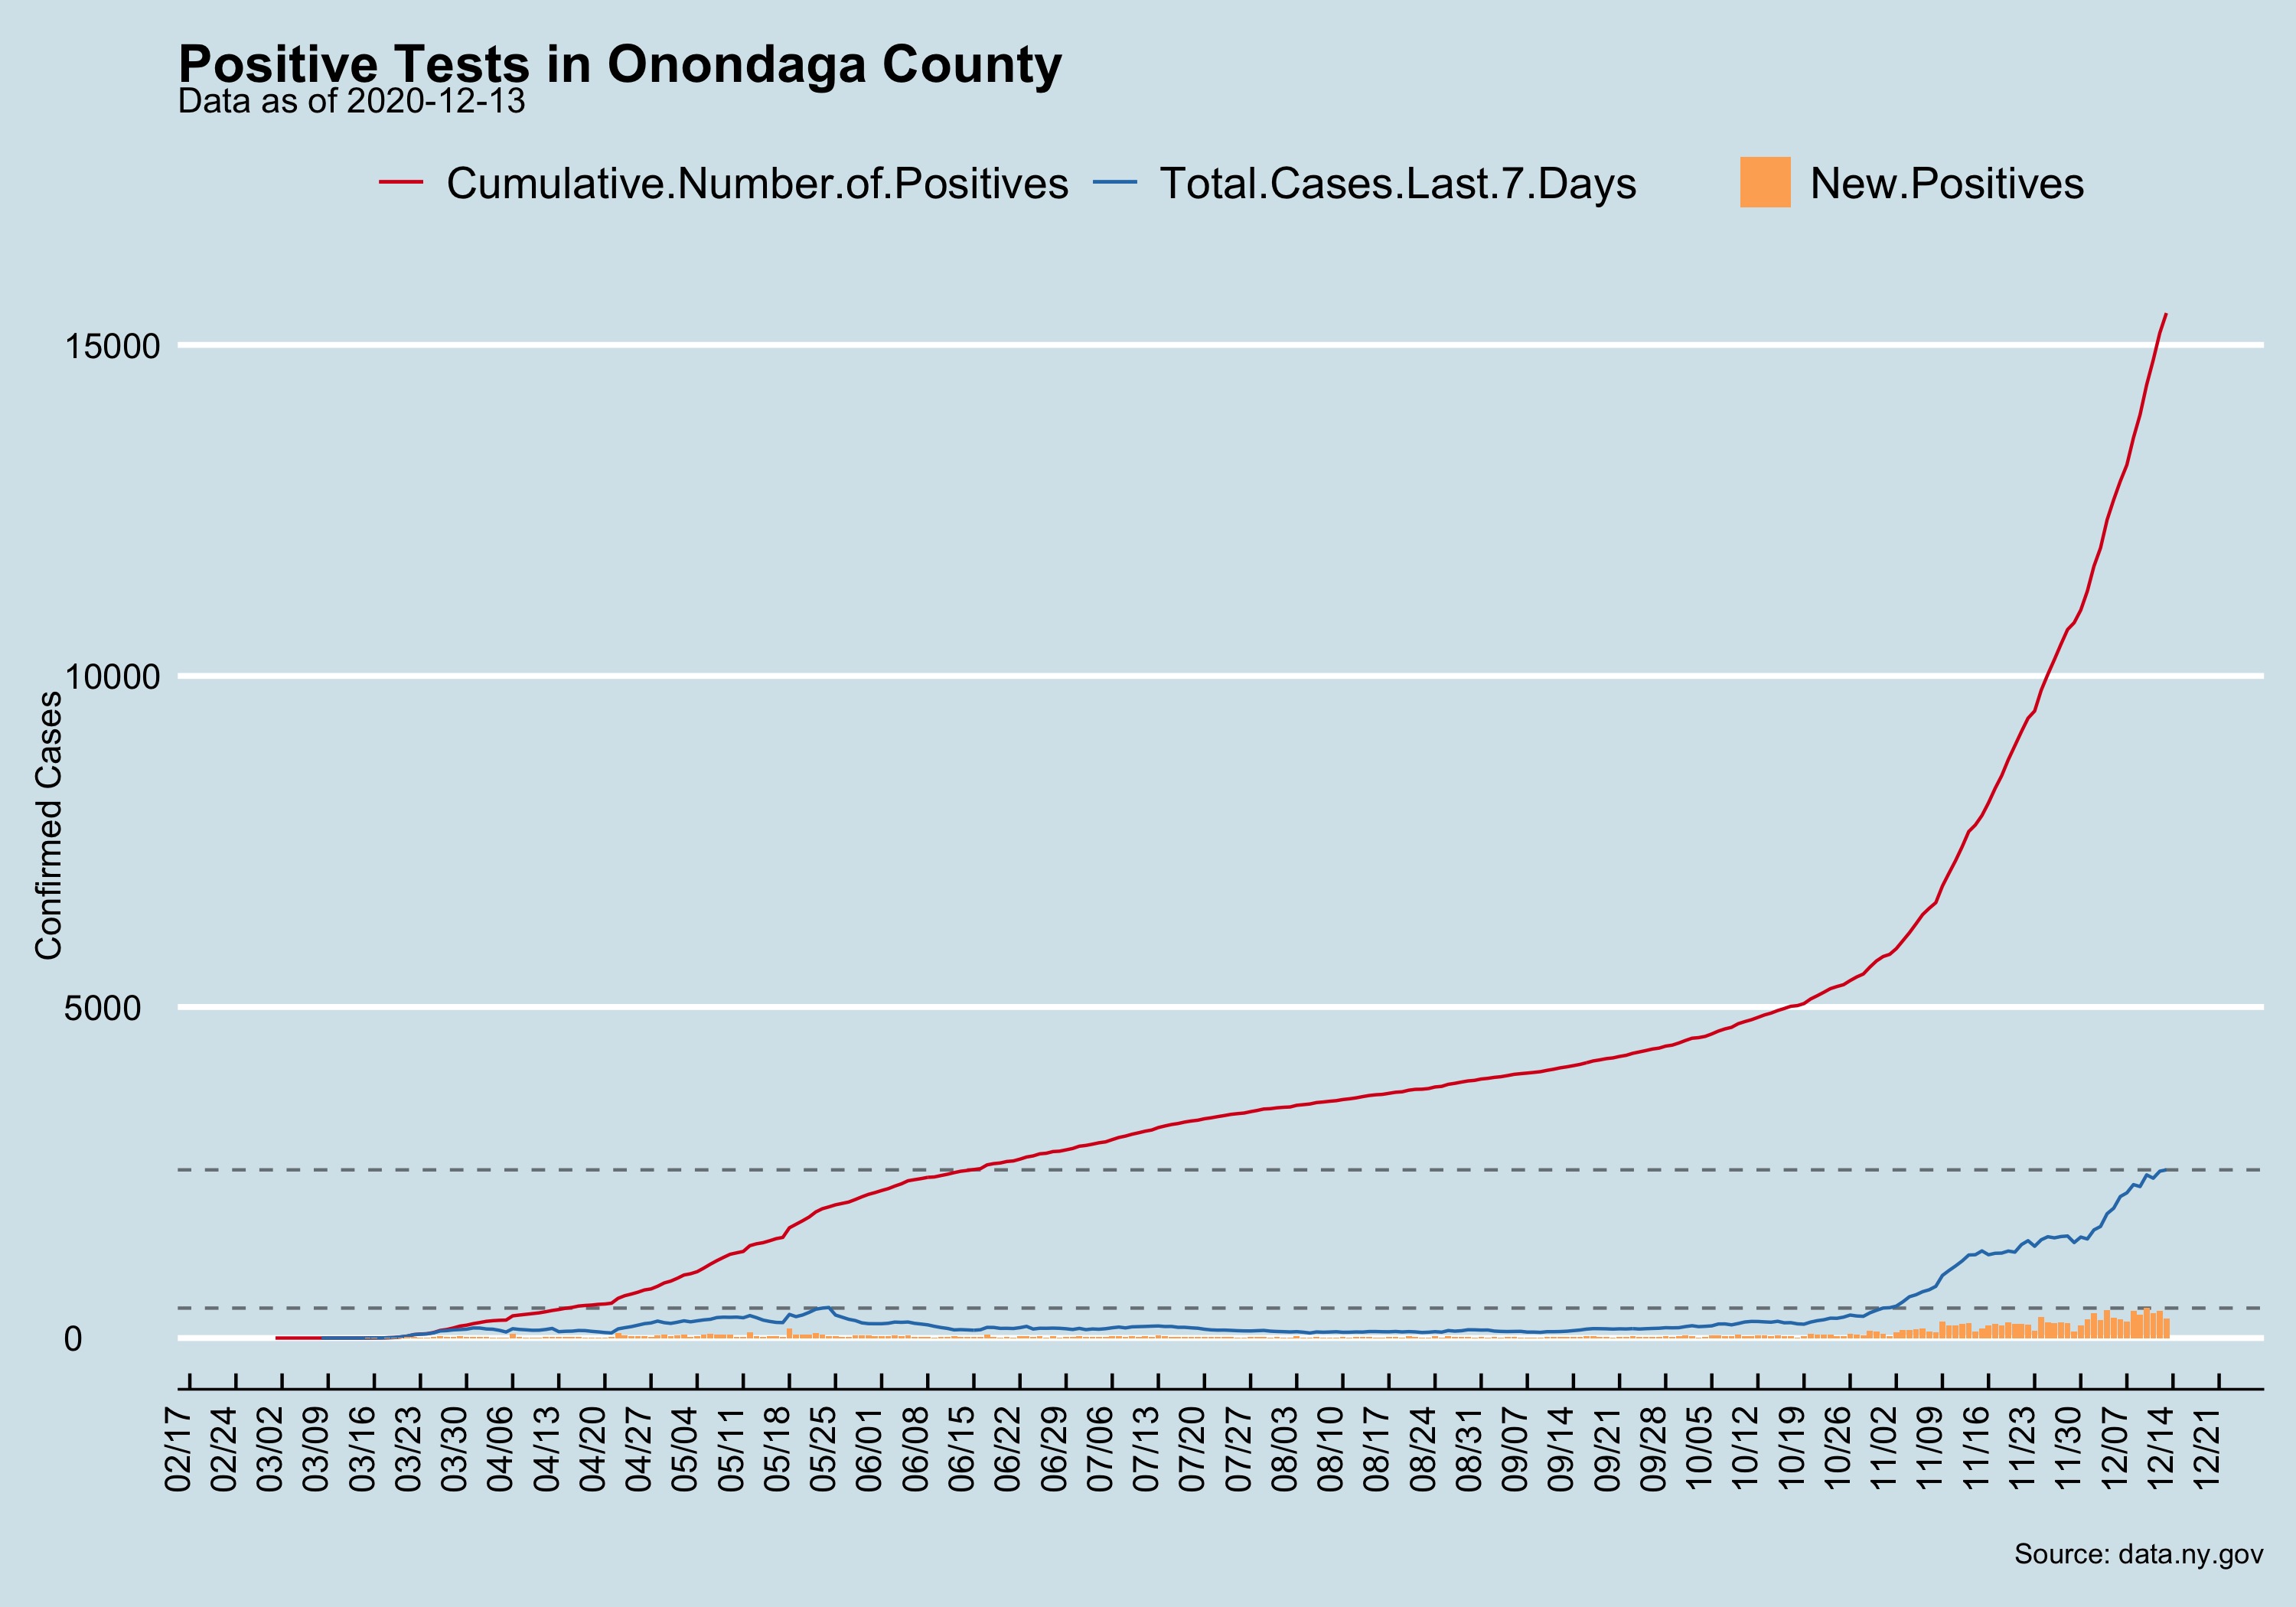 Positive Tests in Onondaga County
Data as of 2020-12-13
Cumulative.Number.of.Positives Total.Cases.Last.7.Days New.Positives
Confirmed Cases
15000
10000
5000
0
02/17 02/24 03/02 03/09 03/16 03/23 03/30 04/06 04/13 04/20 04/27 05/04 05/11 05/18 05/25 06/01 06/08 06/15 06/22 06/29 07/06 07/13 07/20 07/27 08/03 08/10 08/17 08/24 08/31 09/07 09/14 09/21 09/28 10/05 10/12 10/19 10/26 11/02 11/09 11/16 11/23 11/30 12/07 12/14 12/21
Source: data.ny.gov